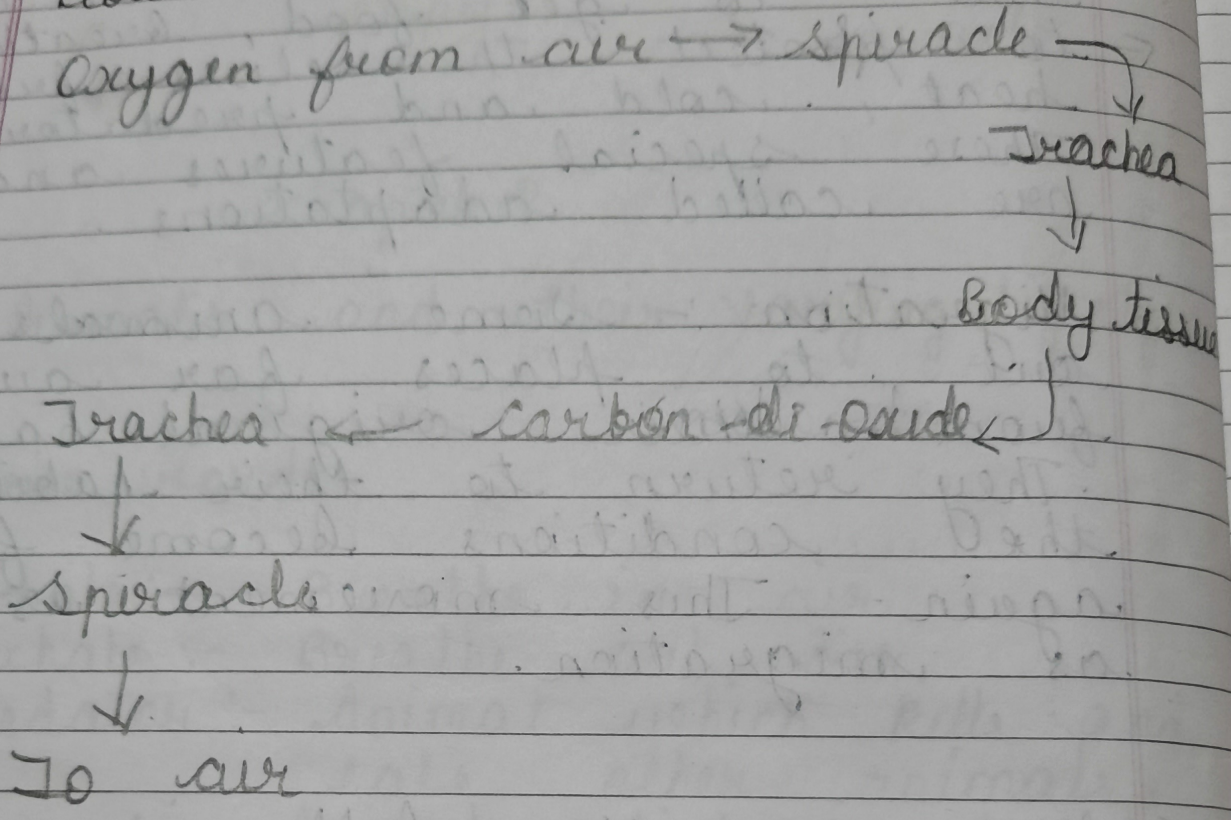 Oxygen from air → spiracle
Trachea
↓
Body tissue
Trachea ← carbon-di-oxide
↓
spiracle
↓
To air